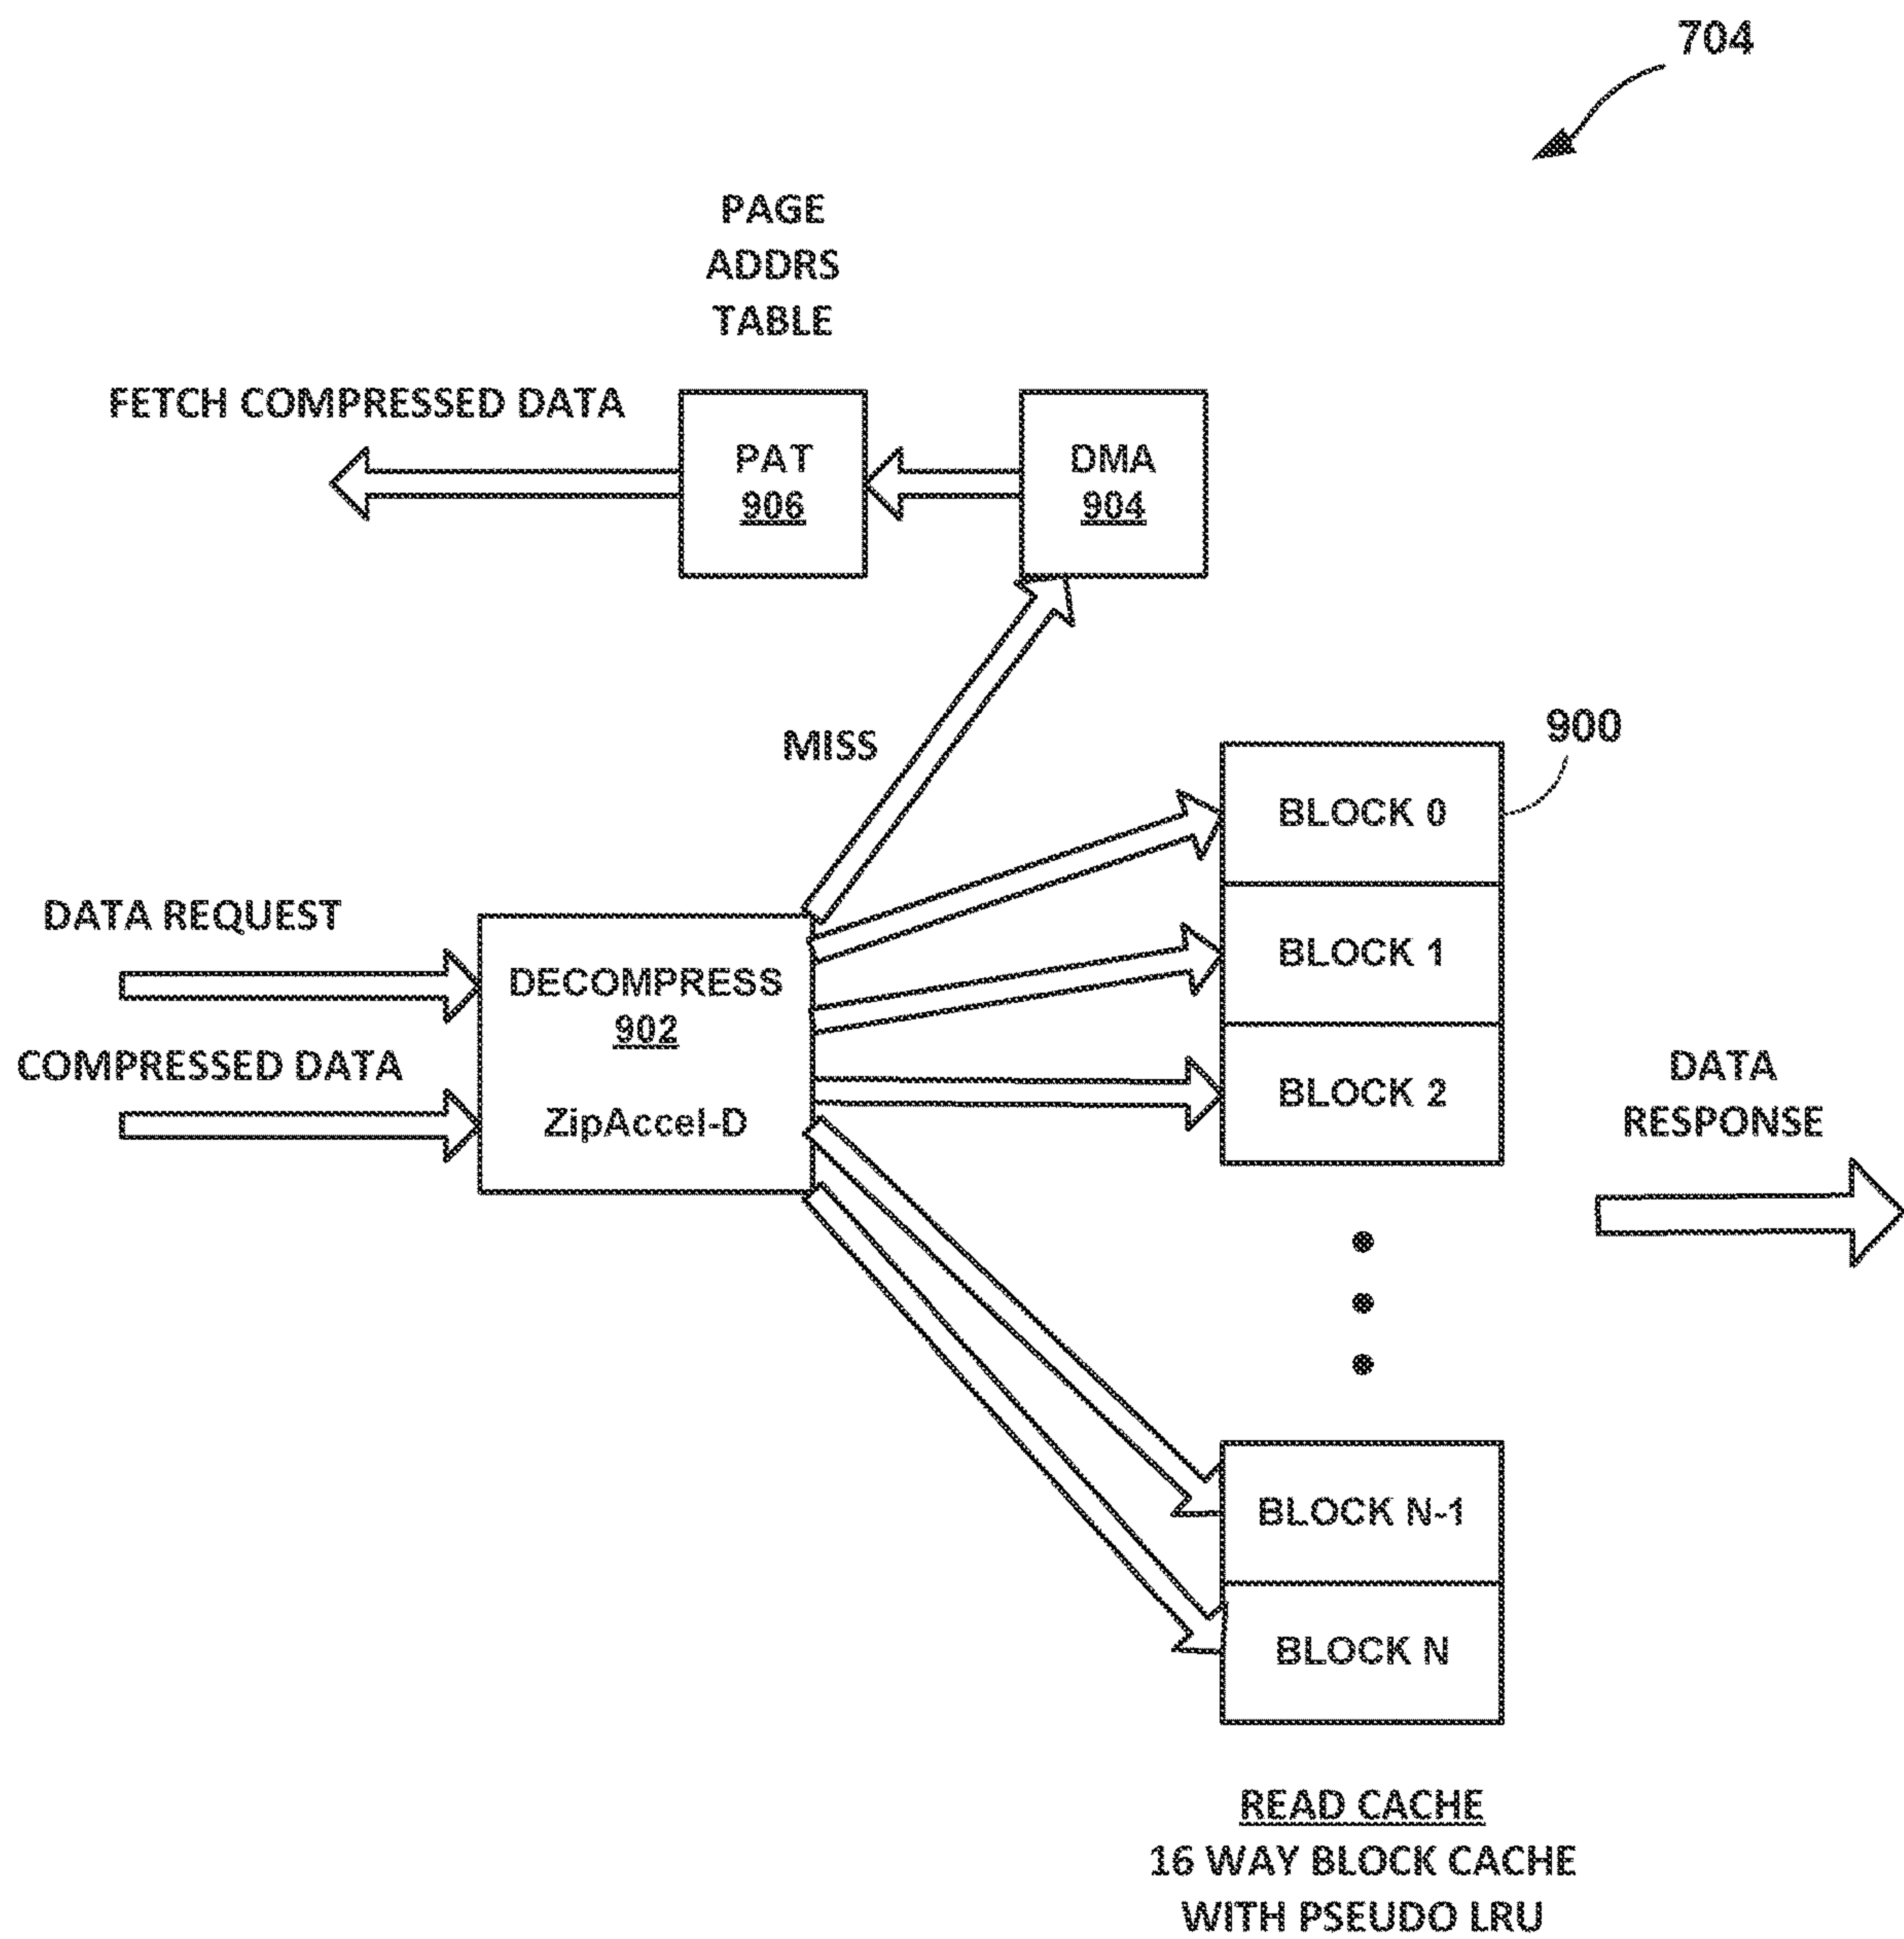 704
PAGE
ADDRS
TABLE
FETCH COMPRESSED DATA
PAT
906
DMA
904
MISS
900
BLOCK 0
BLOCK 1
BLOCK 2
DATA REQUEST
COMPRESSED DATA
DECOMPRESS
902
ZipAccel-D
DATA
RESPONSE
BLOCK N-1
BLOCK N
READ CACHE
16 WAY BLOCK CACHE
WITH PSEUDO LRU